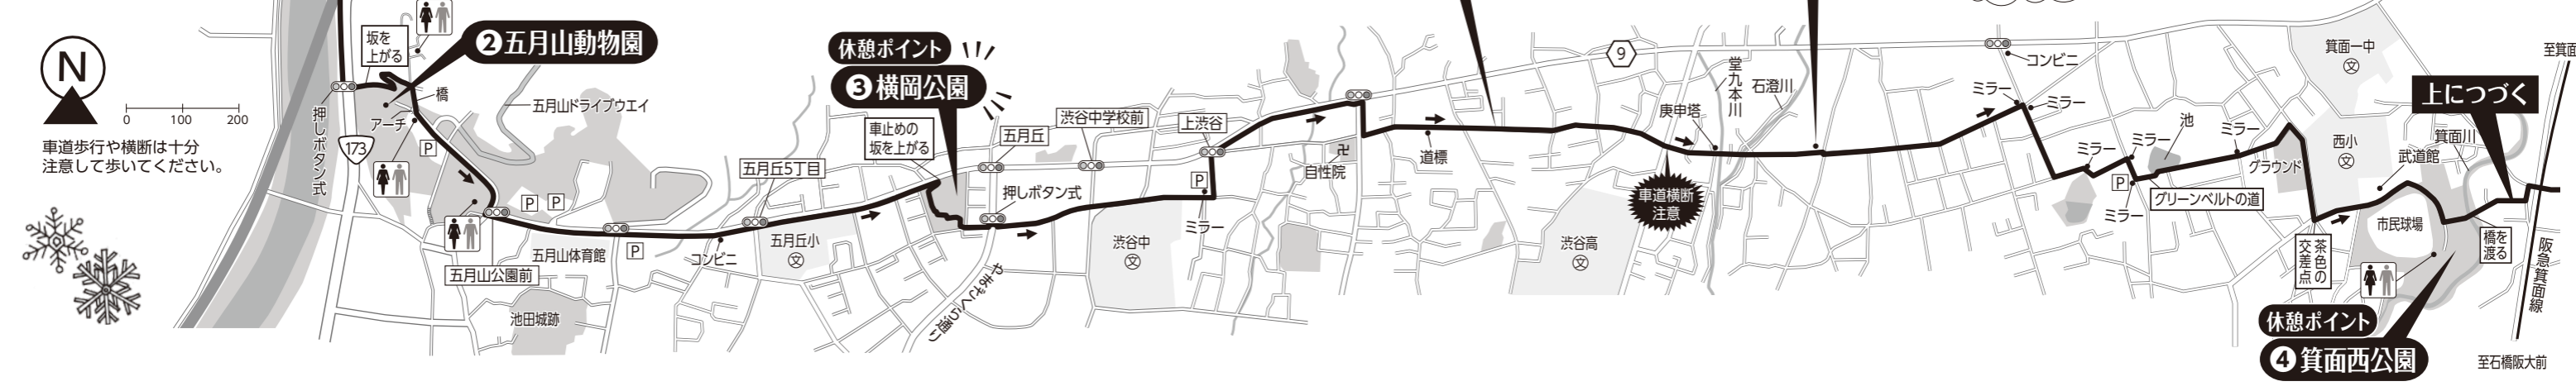 N
0 100 200
車道歩行や横断は十分
注意して歩いてください。
坂を
上がる
❷五月山動物園
橋
五月山ドライブウエイ
アーチ
押しボタン式
173
P
P
P
五月山公園前
五月山体育館
P
池田城跡
コンビニ
五月丘5丁目
五月丘小
文
休憩ポイント
❸横岡公園
車止めの
坂を上がる
五月丘
押しボタン式
やまざくら通り
渋谷中学校前
渋谷中
文
上渋谷
P
ミラー
自性院
卍
道標
9
渋谷高
文
堂九本川
石澄川
庚申塔
車道横断
注意
コンビニ
ミラー
ミラー
ミラー
ミラー
池
ミラー
P
ミラー
グリーンベルトの道
グラウンド
箕面一中
文
西小
文
武道館
箕面川
上につづく
至箕面
市民球場
茶色の
交差点
橋を
渡る
阪急箕面線
休憩ポイント
❹箕面西公園
至石橋阪大前